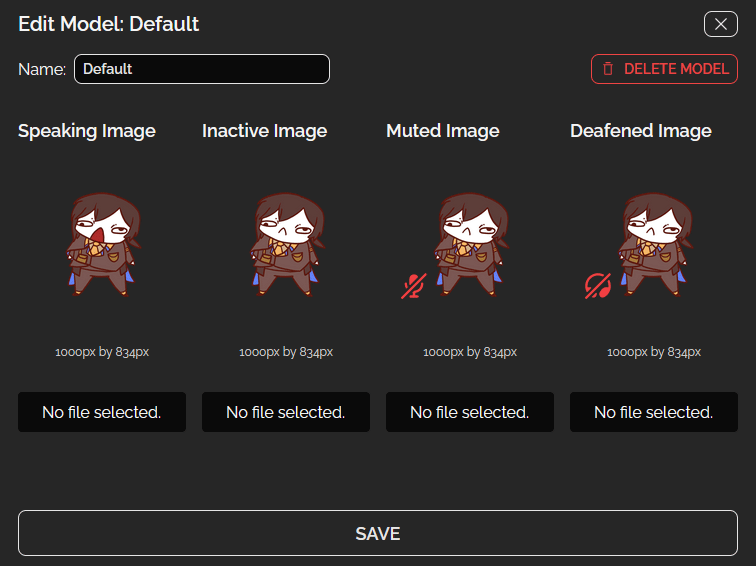 Edit Model: Default
Name: Default DELETE MODEL
Speaking Image Inactive Image Muted Image Deafened Image
1000px by 834px 1000px by 834px 1000px by 834px 1000px by 834px
No file selected. No file selected. No file selected. No file selected.
SAVE